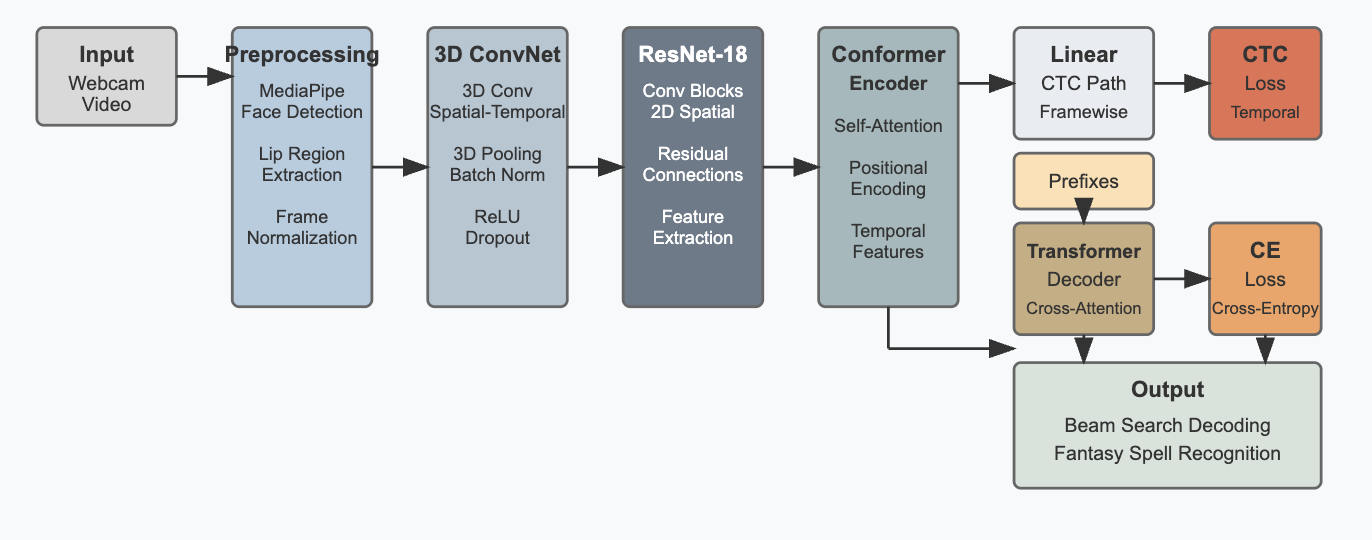 Input
Webcam
Video
Preprocessing
MediaPipe
Face Detection
Lip Region
Extraction
Frame
Normalization
3D ConvNet
3D Conv
Spatial-Temporal
3D Pooling
Batch Norm
ReLU
Dropout
ResNet-18
Conv Blocks
2D Spatial
Residual
Connections
Feature
Extraction
Conformer
Encoder
Self-Attention
Positional
Encoding
Temporal
Features
Linear
CTC Path
Framewise
CTC
Loss
Temporal
Prefixes
Transformer
Decoder
Cross-Attention
CE
Loss
Cross-Entropy
Output
Beam Search Decoding
Fantasy Spell Recognition